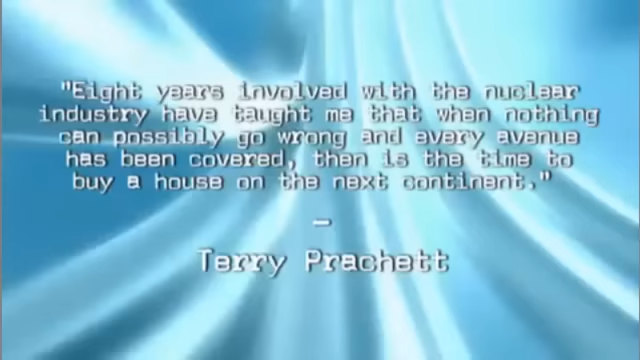 "Eight years involved with the nuclear
industry have taught me that when nothing
can possibly go wrong and every avenue
has been covered, then is the time to
buy a house on the next continent."
–
Terry Prachett